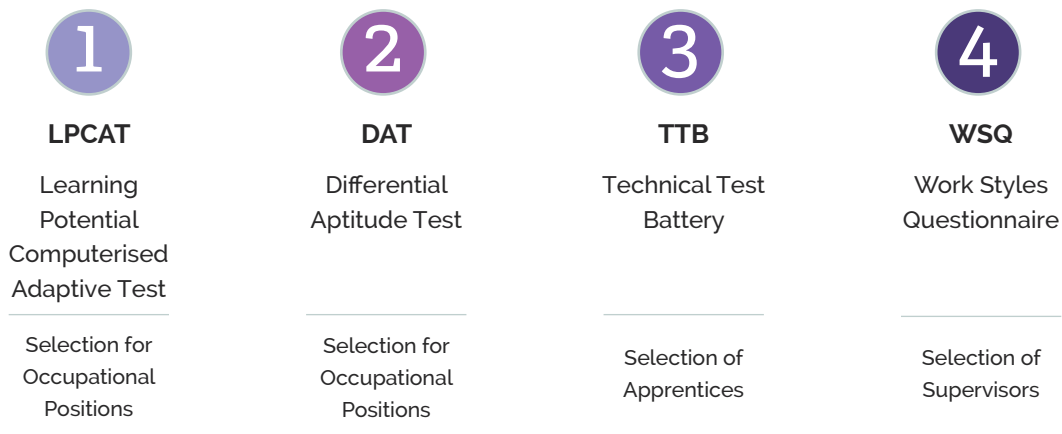 1
LPCAT
Learning
Potential
Computerised
Adaptive Test
Selection for
Occupational
Positions
2
DAT
Differential
Aptitude Test
Selection for
Occupational
Positions
3
TTB
Technical Test
Battery
Selection of
Apprentices
4
WSQ
Work Styles
Questionnaire
Selection of
Supervisors